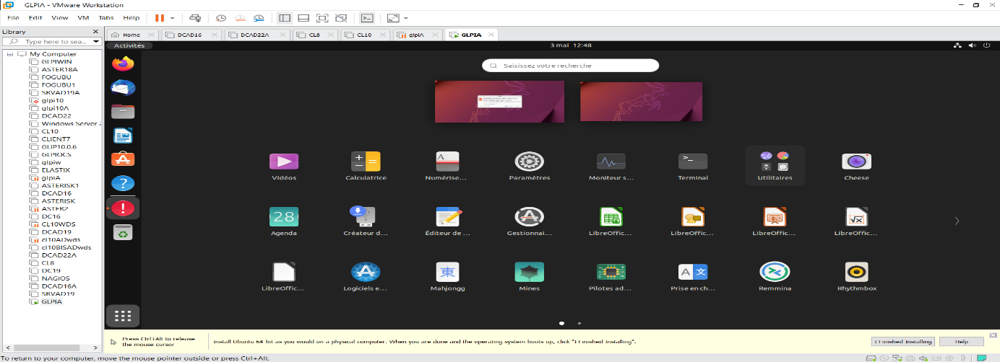 GLPIA - VMware Workstation
File Edit View VM Tabs Help
Library
Type here to sea...
Home
DCAD16
DCAD22A
CL8
CL10
glpiA
GLPIA
My Computer
GLPIWIN
ASTER18A
FOGUBU
FOGUBU1
SRVAD19A
glpi10
glpi10A
DCAD22
Windows Server 2
CL10
CLIENT7
GLIP10.0.6
GLPIOCS
glpiw
ELASTIX
glpiA
ASTERISK1
DCAD16
ASTERISK
ASTER2
DC16
CL10WDS
DCAD19
cl10ADwds
cl10BISADwds
DCAD22A
CL8
DC19
NAGIOS
DCAD16A
SRVAD19
GLPIA
Activités
3 mai 12:48
Saisissez votre recherche
Vidéos
Calculatrice
Numérise...
Paramètres
Moniteur s...
Terminal
Utilitaires
Cheese
28
Agenda
Créateur d...
Éditeur de ...
Gestionnai...
LibreOffic...
LibreOffic...
LibreOffic...
LibreOffic...
LibreOffic...
Logiciels e...
東
Mahjongg
Mines
Pilotes ad...
A 文
Prise en ch...
Remmina
Rhythmbox
Press Ctrl+Alt to release
the mouse cursor
Install Ubuntu 64-bit as you would on a physical computer. When you are done and the operating system boots up, click "I Finished Installing".
I Finished Installing
Help
To return to your computer, move the mouse pointer outside or press Ctrl+Alt.